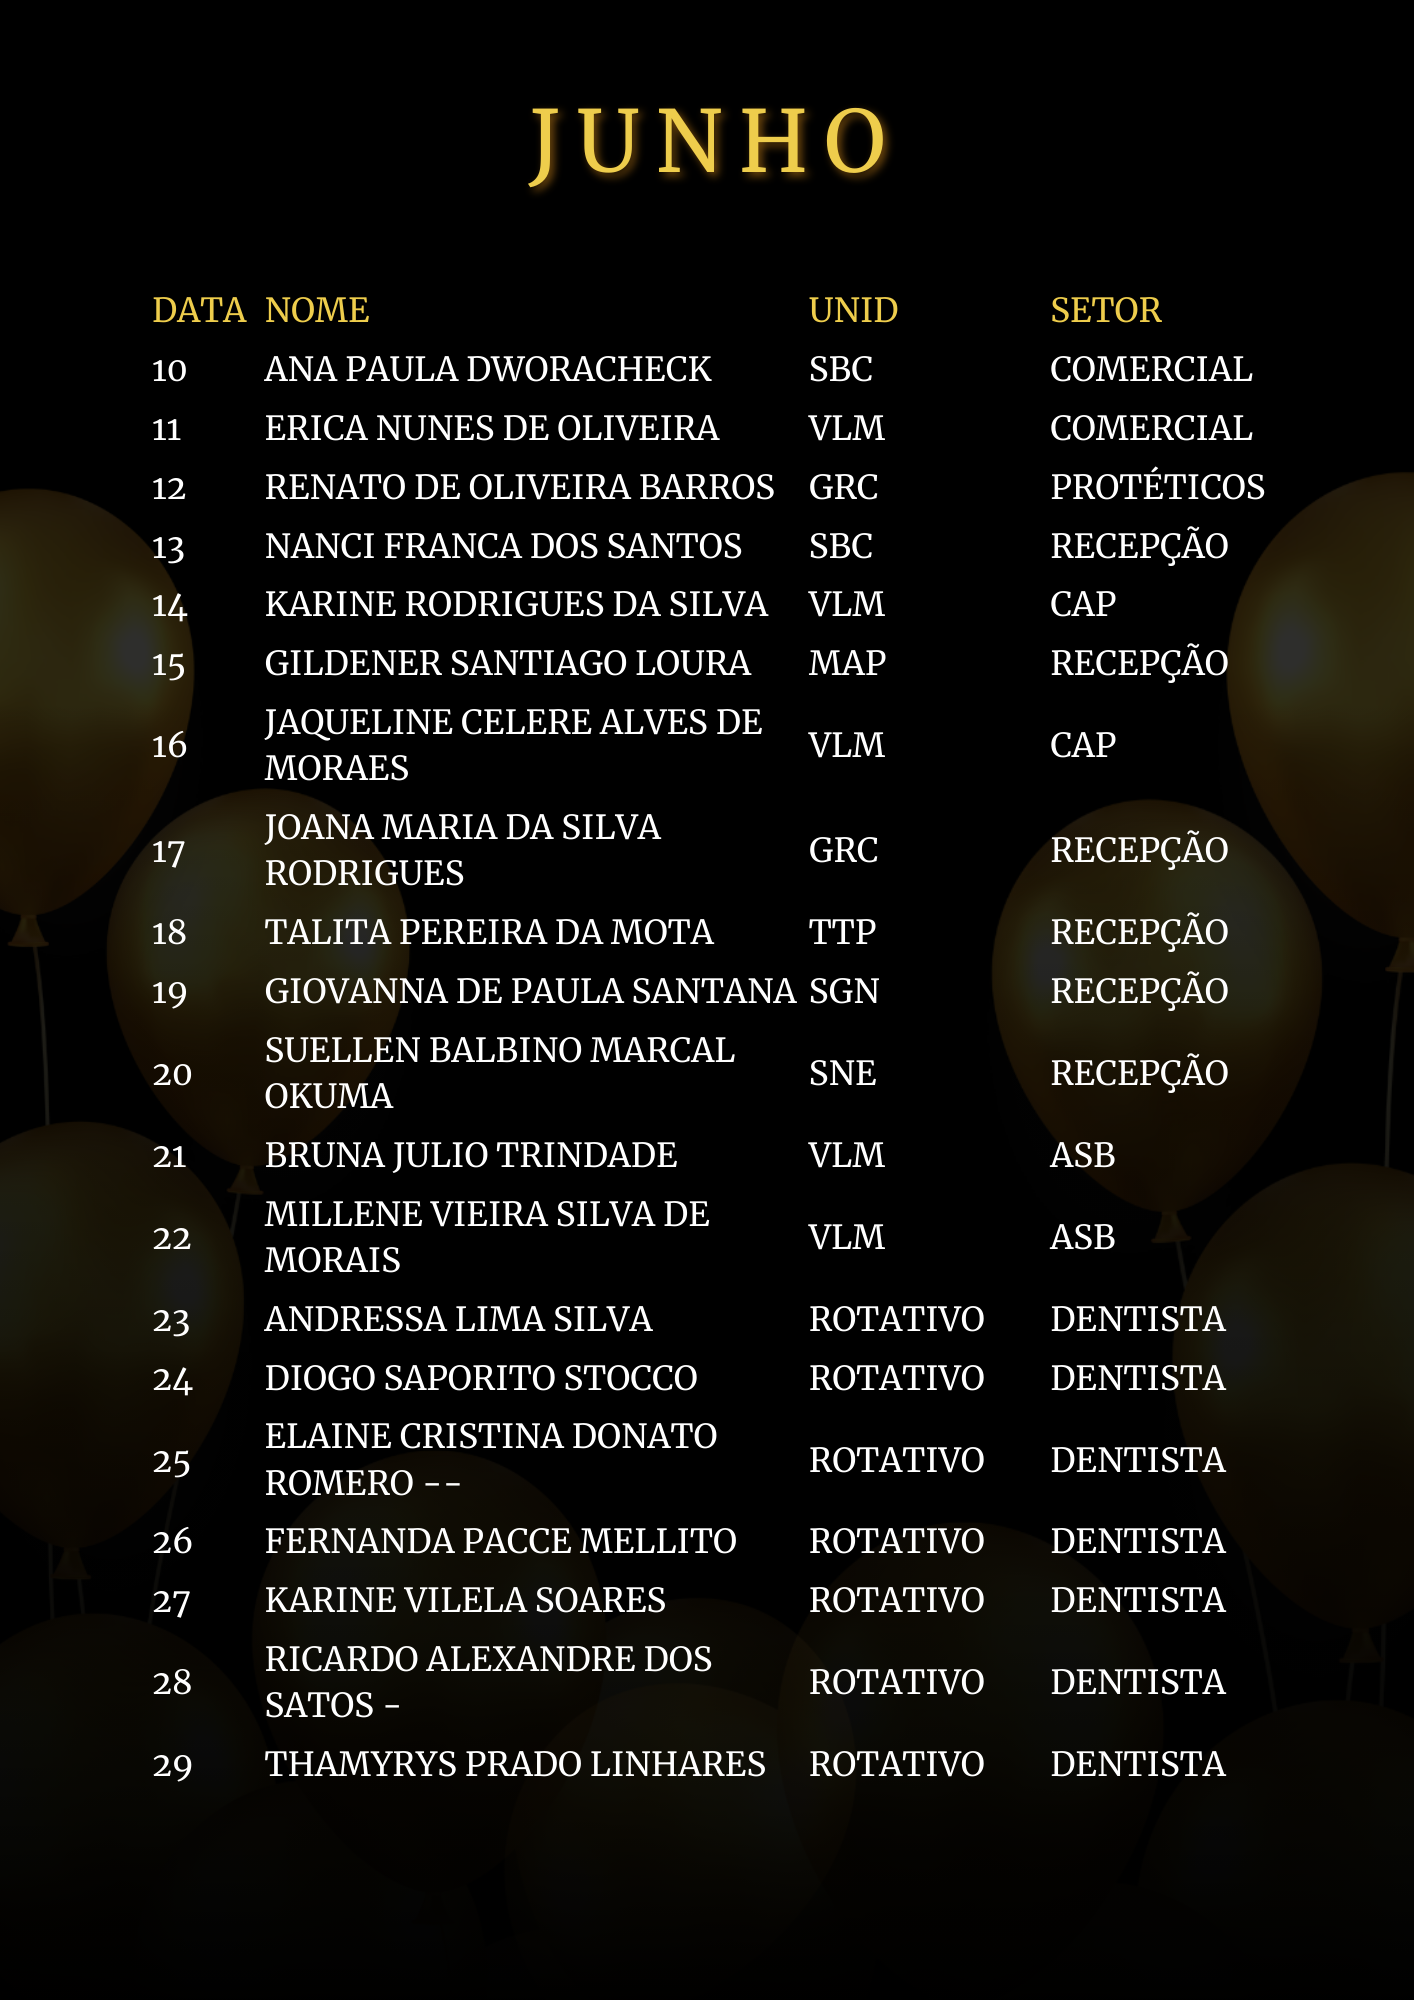 JUNHO
DATA NOME UNID SETOR
10 ANA PAULA DWORACHECK SBC COMERCIAL
11 ERICA NUNES DE OLIVEIRA VLM COMERCIAL
12 RENATO DE OLIVEIRA BARROS GRC PROTÉTICOS
13 NANCI FRANCA DOS SANTOS SBC RECEPÇÃO
14 KARINE RODRIGUES DA SILVA VLM CAP
15 GILDENER SANTIAGO LOURA MAP RECEPÇÃO
16 JAQUELINE CELERE ALVES DE
MORAES VLM CAP
17 JOANA MARIA DA SILVA
RODRIGUES GRC RECEPÇÃO
18 TALITA PEREIRA DA MOTA TTP RECEPÇÃO
19 GIOVANNA DE PAULA SANTANA SGN RECEPÇÃO
20 SUELLEN BALBINO MARCAL
OKUMA SNE RECEPÇÃO
21 BRUNA JULIO TRINDADE VLM ASB
22 MILLENE VIEIRA SILVA DE
MORAIS VLM ASB
23 ANDRESSA LIMA SILVA ROTATIVO DENTISTA
24 DIOGO SAPORITO STOCCO ROTATIVO DENTISTA
25 ELAINE CRISTINA DONATO
ROMERO -- ROTATIVO DENTISTA
26 FERNANDA PACCE MELLITO ROTATIVO DENTISTA
27 KARINE VILELA SOARES ROTATIVO DENTISTA
28 RICARDO ALEXANDRE DOS
SATOS - ROTATIVO DENTISTA
29 THAMYRYS PRADO LINHARES ROTATIVO DENTISTA